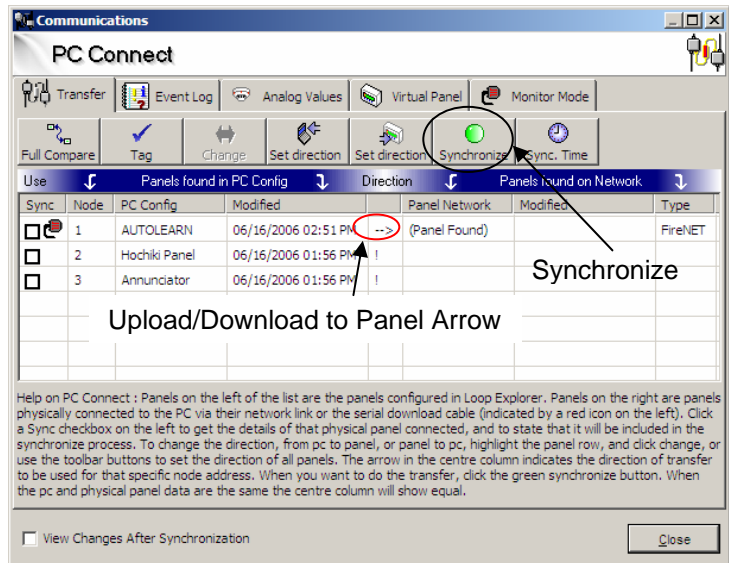 Communications
PC Connect
Transfer Event Log Analog Values Virtual Panel Monitor Mode
Full Compare Tag Change Set direction Set direction Synchronize Sync. Time
Use Panels found in PC Config Direction Panels found on Network
Sync Node PC Config Modified Panel Network Modified Type
1 AUTOLEARN 06/16/2006 02:51 PM --> (Panel Found) FireNET
2 Hochiki Panel 06/16/2006 01:56 PM !
3 Annunciator 06/16/2006 01:56 PM !
Synchronize
Upload/Download to Panel Arrow
Help on PC Connect : Panels on the left of the list are the panels configured in Loop Explorer. Panels on the right are panels
physically connected to the PC via their network link or the serial download cable (indicated by a red icon on the left). Click
a Sync checkbox on the left to get the details of that physical panel connected, and to state that it will be included in the
synchronize process. To change the direction, from pc to panel, or panel to pc, highlight the panel row, and click change, or
use the toolbar buttons to set the direction of all panels. The arrow in the centre column indicates the direction of transfer
to be used for that specific node address. When you want to do the transfer, click the green synchronize button. When
the pc and physical panel data are the same the centre column will show equal.
View Changes After Synchronization
Close